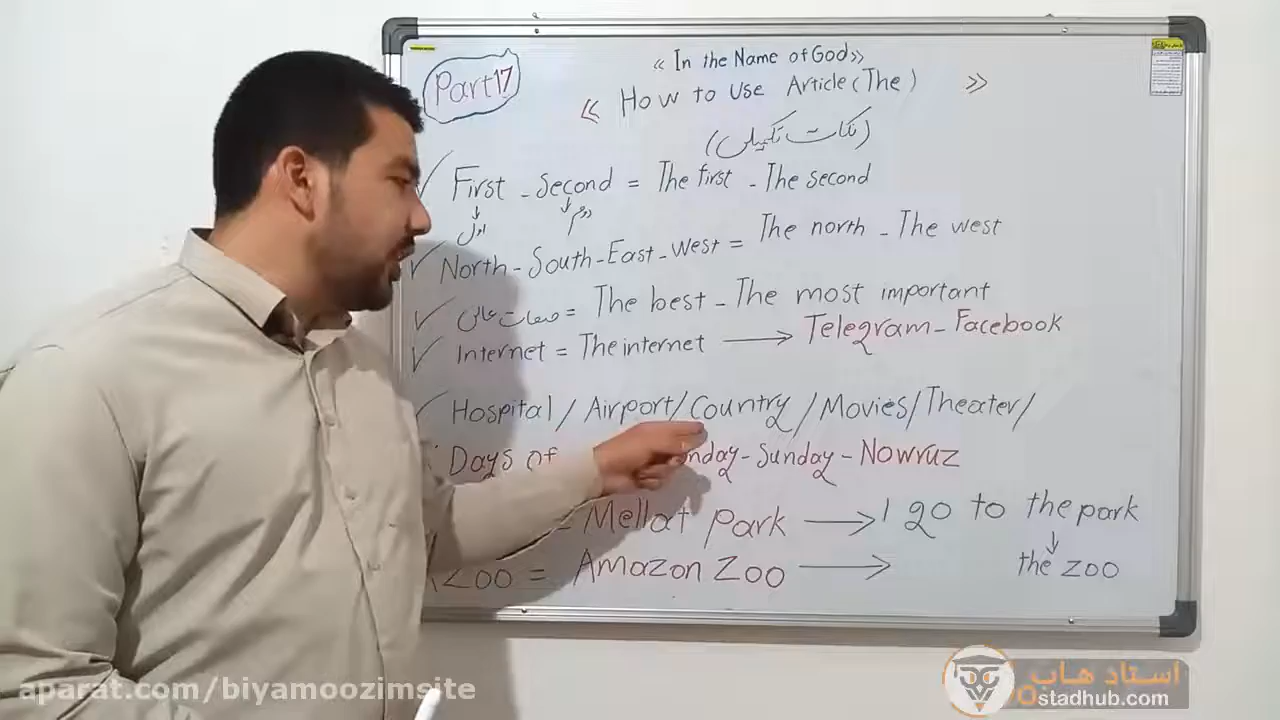 Part 17
« In the Name of God»
« How to Use Article (The) »
(نکات تکمیلی)
✓ First - Second = The first - The second
اول دوم
✓ North - South - East - West = The north - The west
✓ صفات عالی = The best - The most important
✓ Internet = The internet → Telegram - Facebook
✓ Hospital / Airport / Country / Movies / Theater /
Days of - Sunday - Nowruz
= Mellat park → I go to the park
Zoo = Amazon Zoo → the zoo
aparat.com/biyamoozimsite
استاد هاب
Ostadhub.com